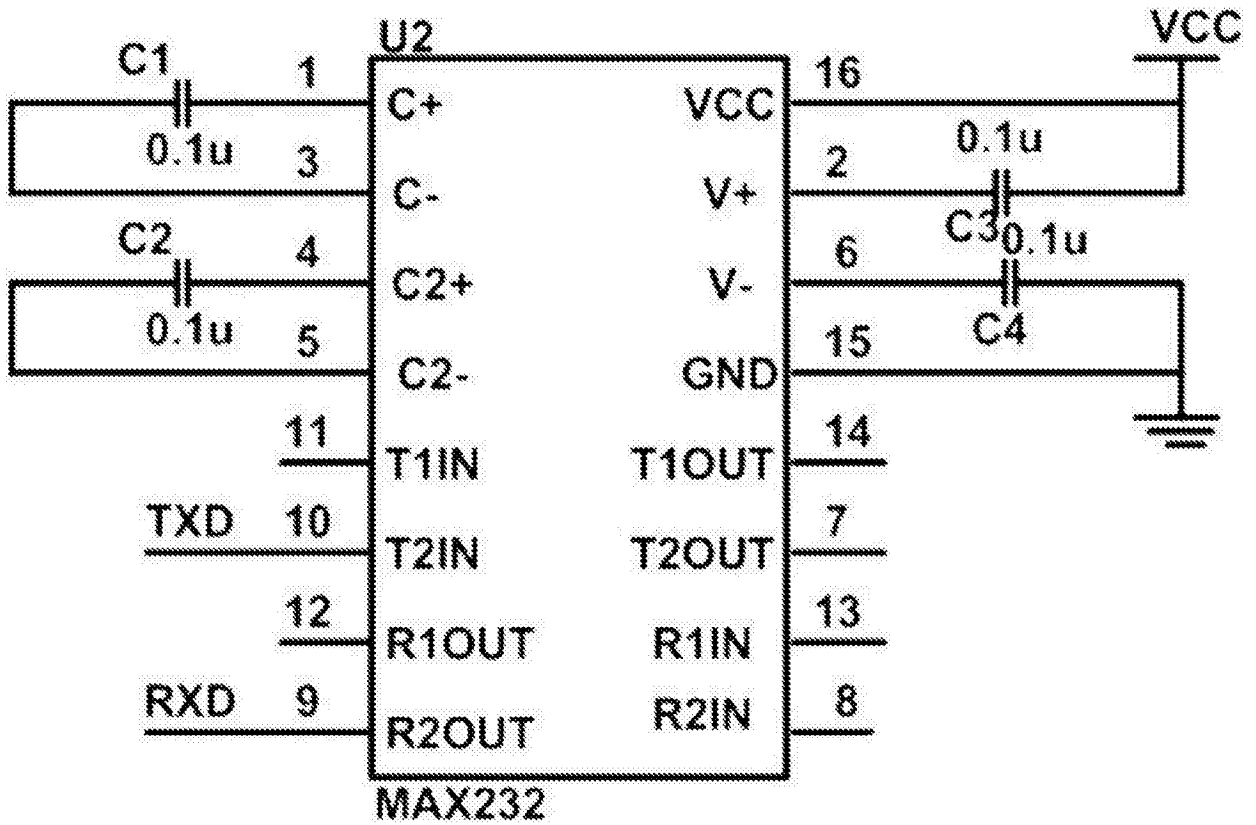 U2
VCC
C1 1 C+ VCC 16
0.1u 0.1u
3 C- V+ 2
C2 C3 0.1u
4 C2+ V- 6
0.1u C4
5 C2- GND 15
11 T1IN T1OUT 14
TXD 10 T2IN T2OUT 7
12 R1OUT R1IN 13
RXD 9 R2OUT R2IN 8
MAX232